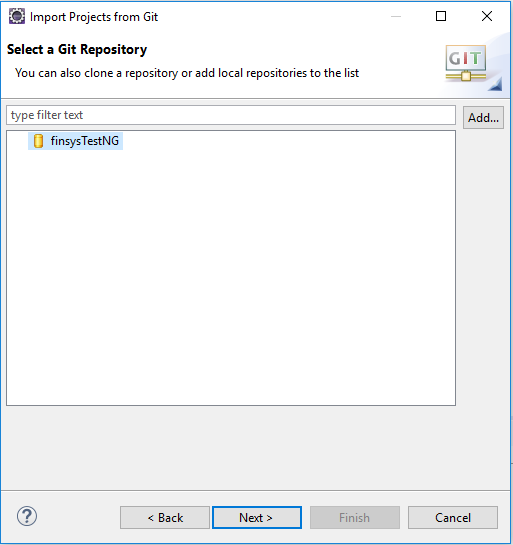 Import Projects from Git
Select a Git Repository
You can also clone a repository or add local repositories to the list
GIT
type filter text
Add...
finsysTestNG
?
< Back
Next >
Finish
Cancel